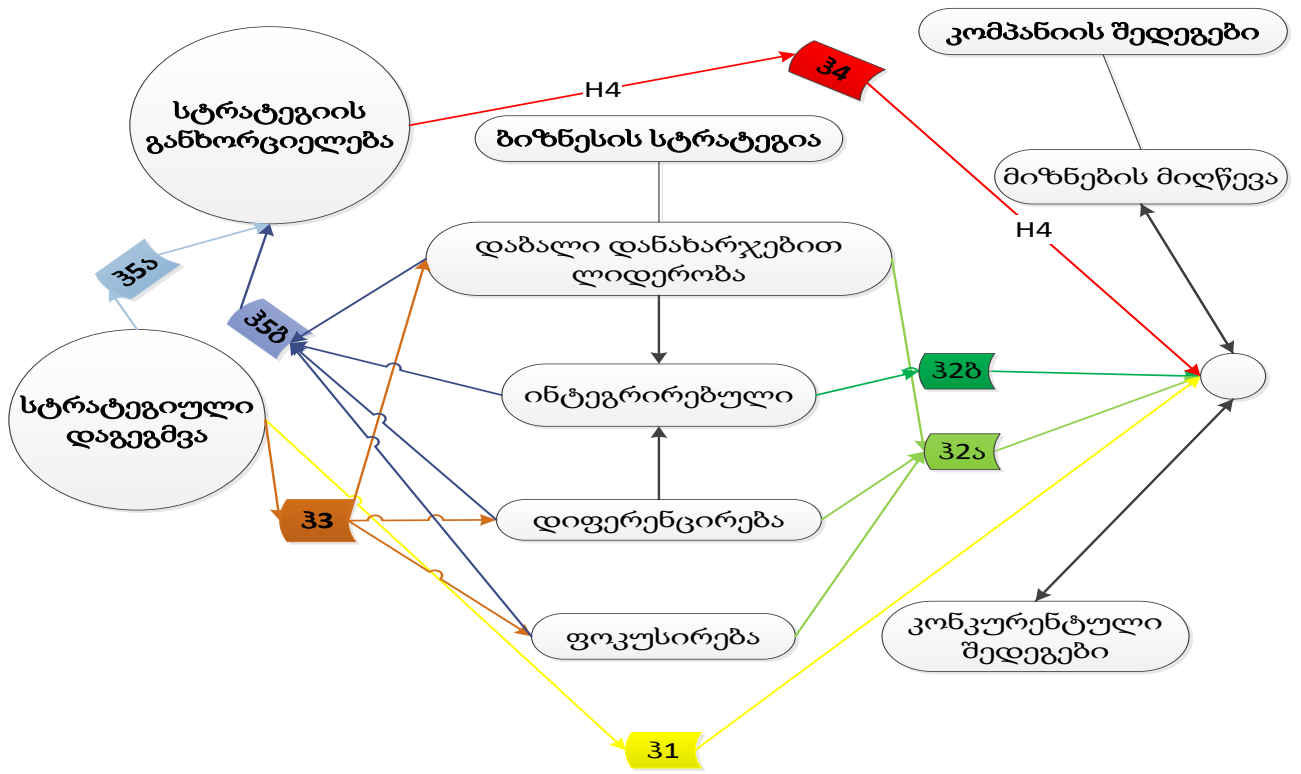 კომპანიის შედეგები
სტრატეგიის
განხორციელება
H4
ჰ4
ბიზნესის სტრატეგია
მიზნების მიღწევა
H4
დაბალი დანახარჯებით
ლიდერობა
ჰ5ა
ჰ5ბ
ინტეგრირებული
ჰ2ბ
სტრატეგიული
დაგეგმვა
ჰ2ა
ჰ3
დიფერენცირება
ფოკუსირება
კონკურენტული
შედეგები
ჰ1